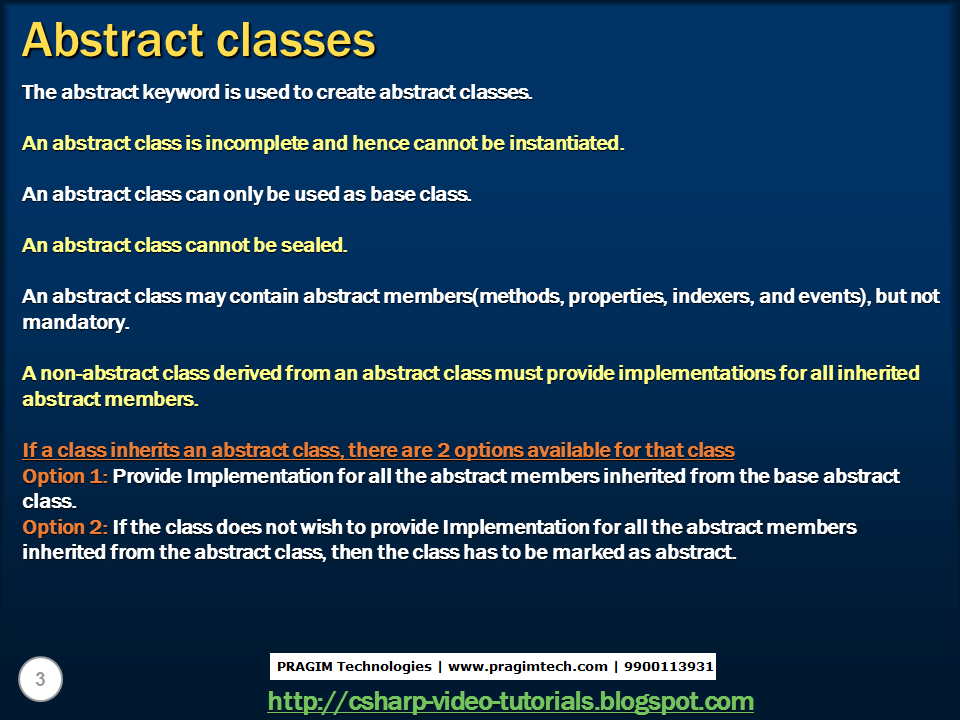 Abstract classes
The abstract keyword is used to create abstract classes.
An abstract class is incomplete and hence cannot be instantiated.
An abstract class can only be used as base class.
An abstract class cannot be sealed.
An abstract class may contain abstract members(methods, properties, indexers, and events), but not
mandatory.
A non-abstract class derived from an abstract class must provide implementations for all inherited
abstract members.
If a class inherits an abstract class, there are 2 options available for that class
Option 1: Provide Implementation for all the abstract members inherited from the base abstract
class.
Option 2: If the class does not wish to provide Implementation for all the abstract members
inherited from the abstract class, then the class has to be marked as abstract.
3
PRAGIM Technologies | www.pragimtech.com | 9900113931
http://csharp-video-tutorials.blogspot.com